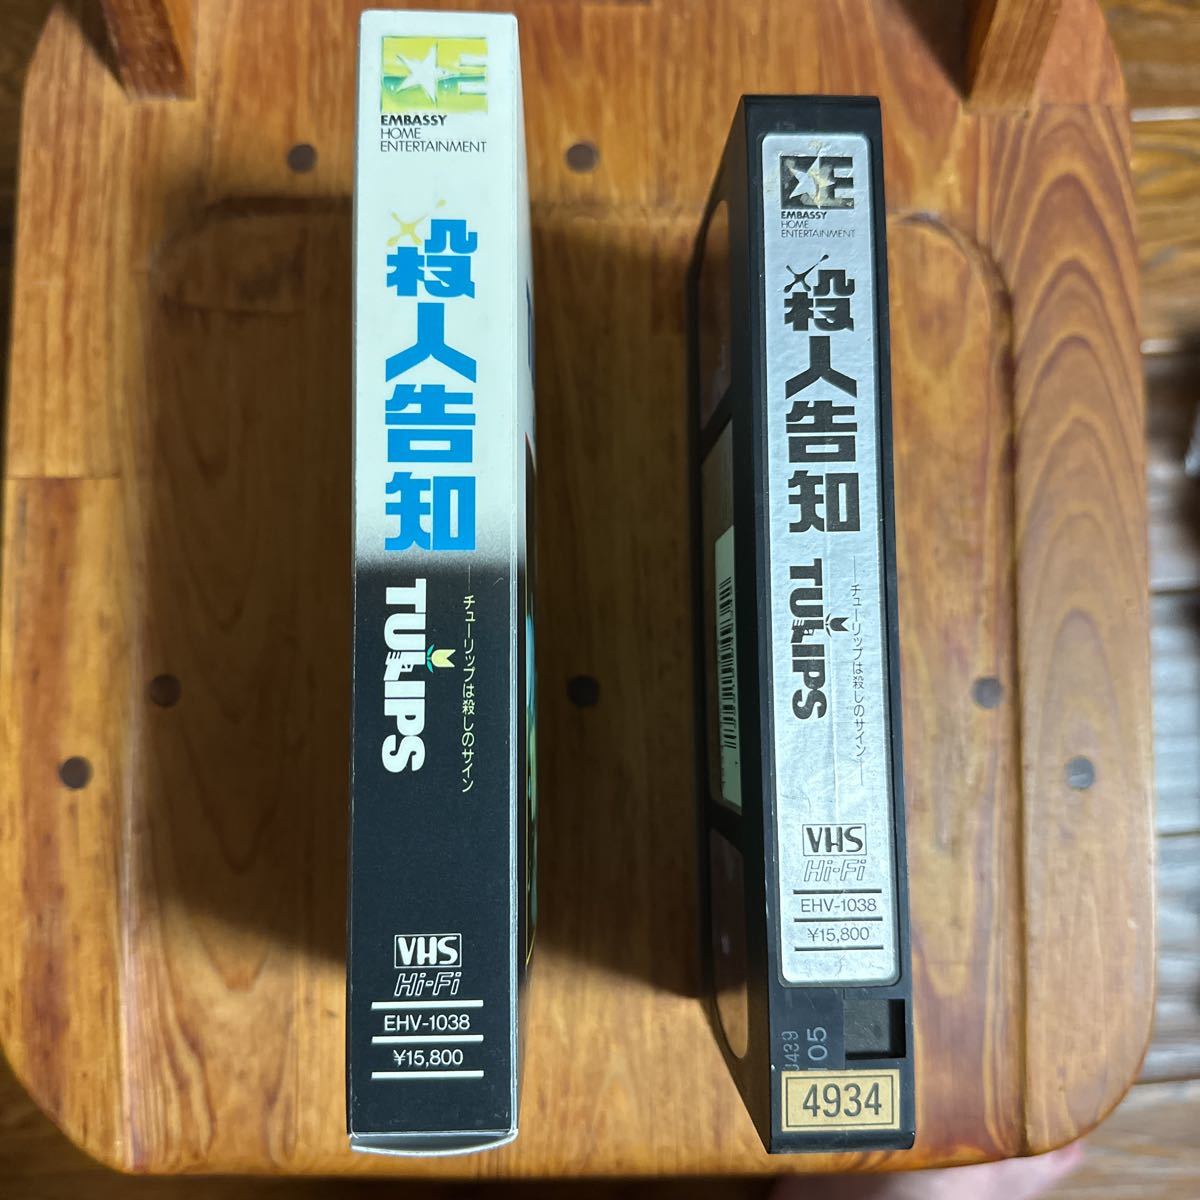 EMBASSY
HOME
ENTERTAINMENT
殺人告知
TULIPS
チューリップは殺しのサイン
VHS
Hi-Fi
EHV-1038
¥15,800
EMBASSY
HOME
ENTERTAINMENT
殺人告知
TULIPS
チューリップは殺しのサイン
VHS
Hi-Fi
EHV-1038
¥15,800
105
4934